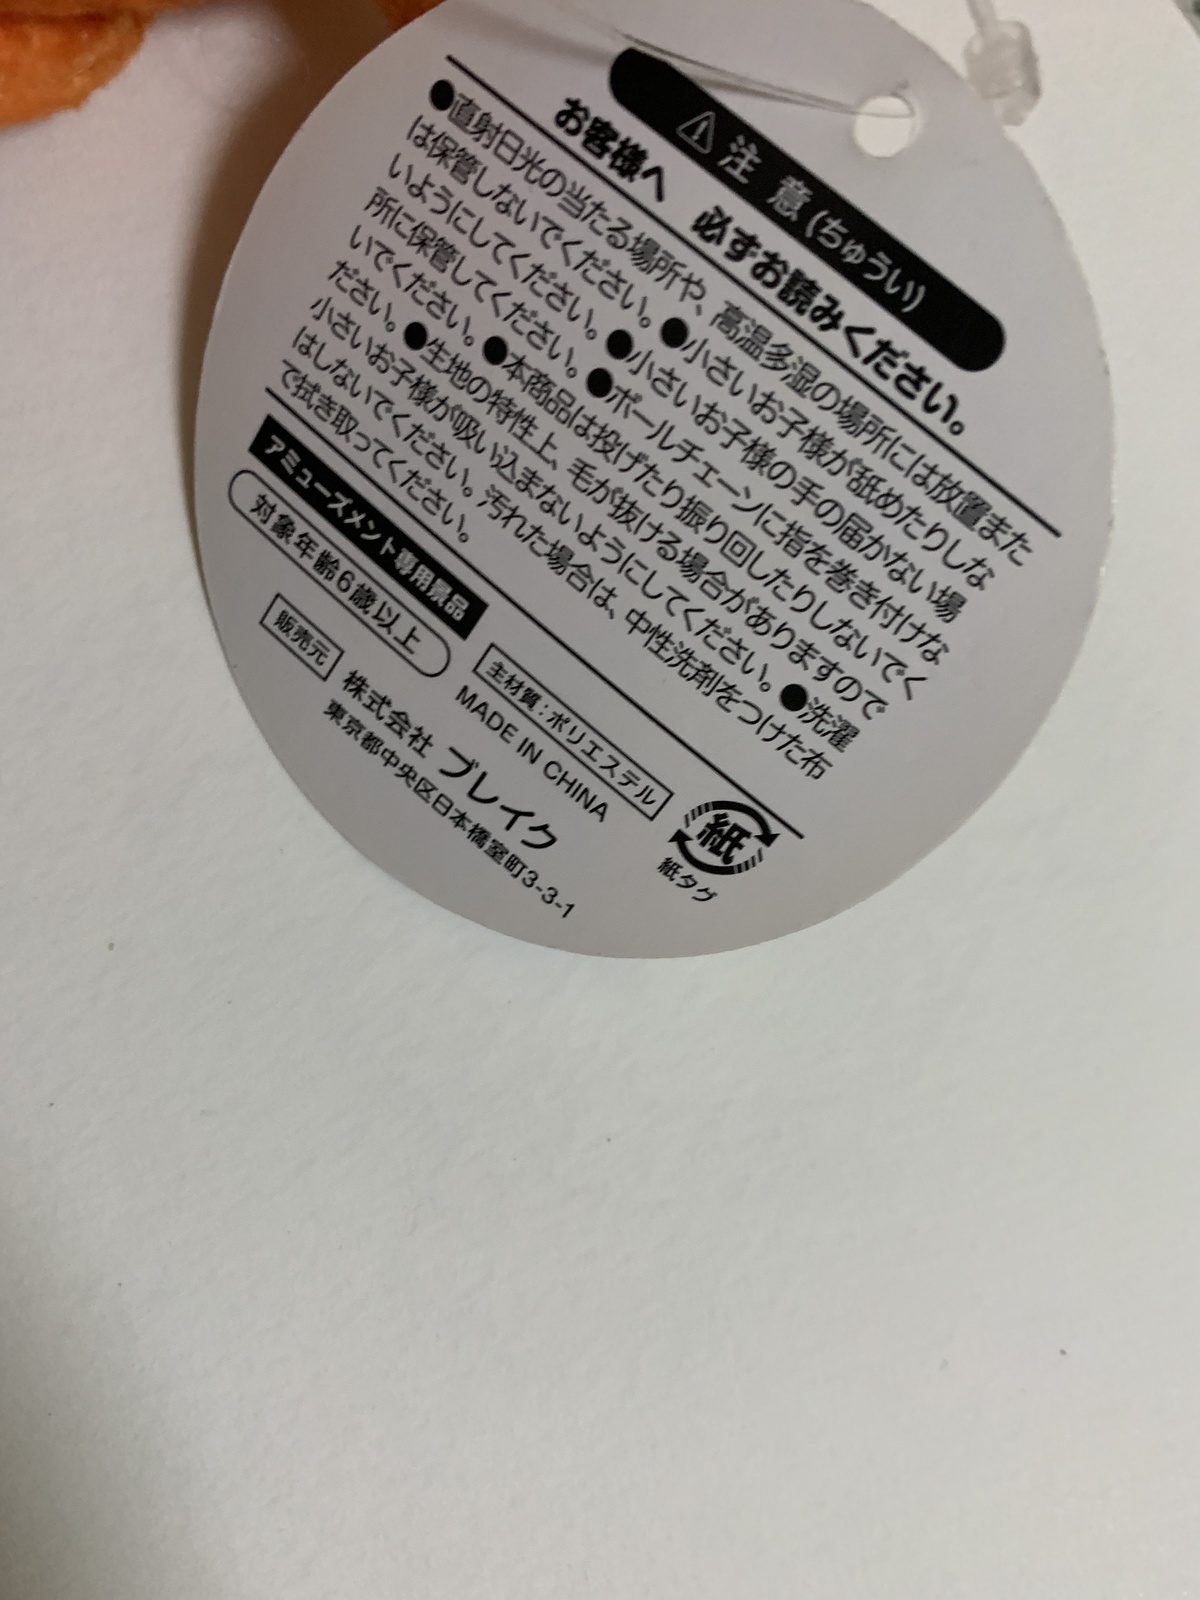 ⚠ 注 意 (ちゅうい)
お客様へ 必ずお読みください。
●直射日光の当たる場所や、高温多湿の場所には放置また
は保管しないでください。●小さいお子様が舐めたりしな
いようにしてください。●小さいお子様の手の届かない場
所に保管してください。●ボールチェーンに指を巻き付けな
いでください。●本商品は投げたり振り回したりしないでく
ださい。●生地の特性上、毛が抜ける場合がありますので
小さいお子様が吸い込まないようにしてください。●洗濯
はしないでください。汚れた場合は、中性洗剤をつけた布
で拭き取ってください。
アミューズメント専用景品
対象年齢6歳以上
主材質:ポリエステル
MADE IN CHINA
販売元
株式会社 ブレイク
東京都中央区日本橋室町3-3-1
紙
紙タグ